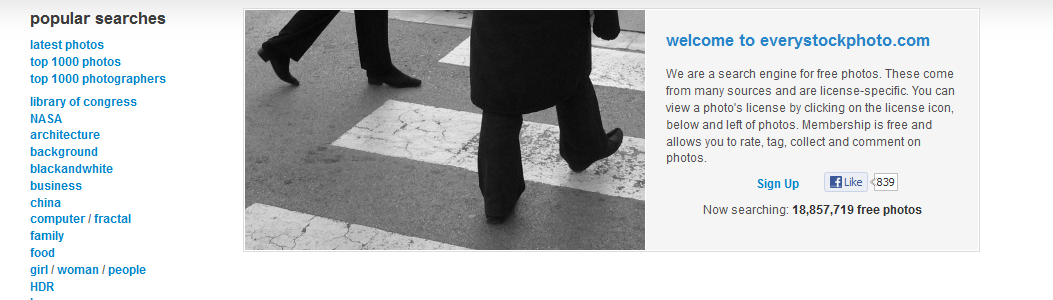 popular searches
latest photos
top 1000 photos
top 1000 photographers
library of congress
NASA
architecture
background
blackandwhite
business
china
computer / fractal
family
food
girl / woman / people
HDR
welcome to everystockphoto.com
We are a search engine for free photos. These come
from many sources and are license-specific. You can
view a photo's license by clicking on the license icon,
below and left of photos. Membership is free and
allows you to rate, tag, collect and comment on
photos.
Sign Up Like 839
Now searching: 18,857,719 free photos